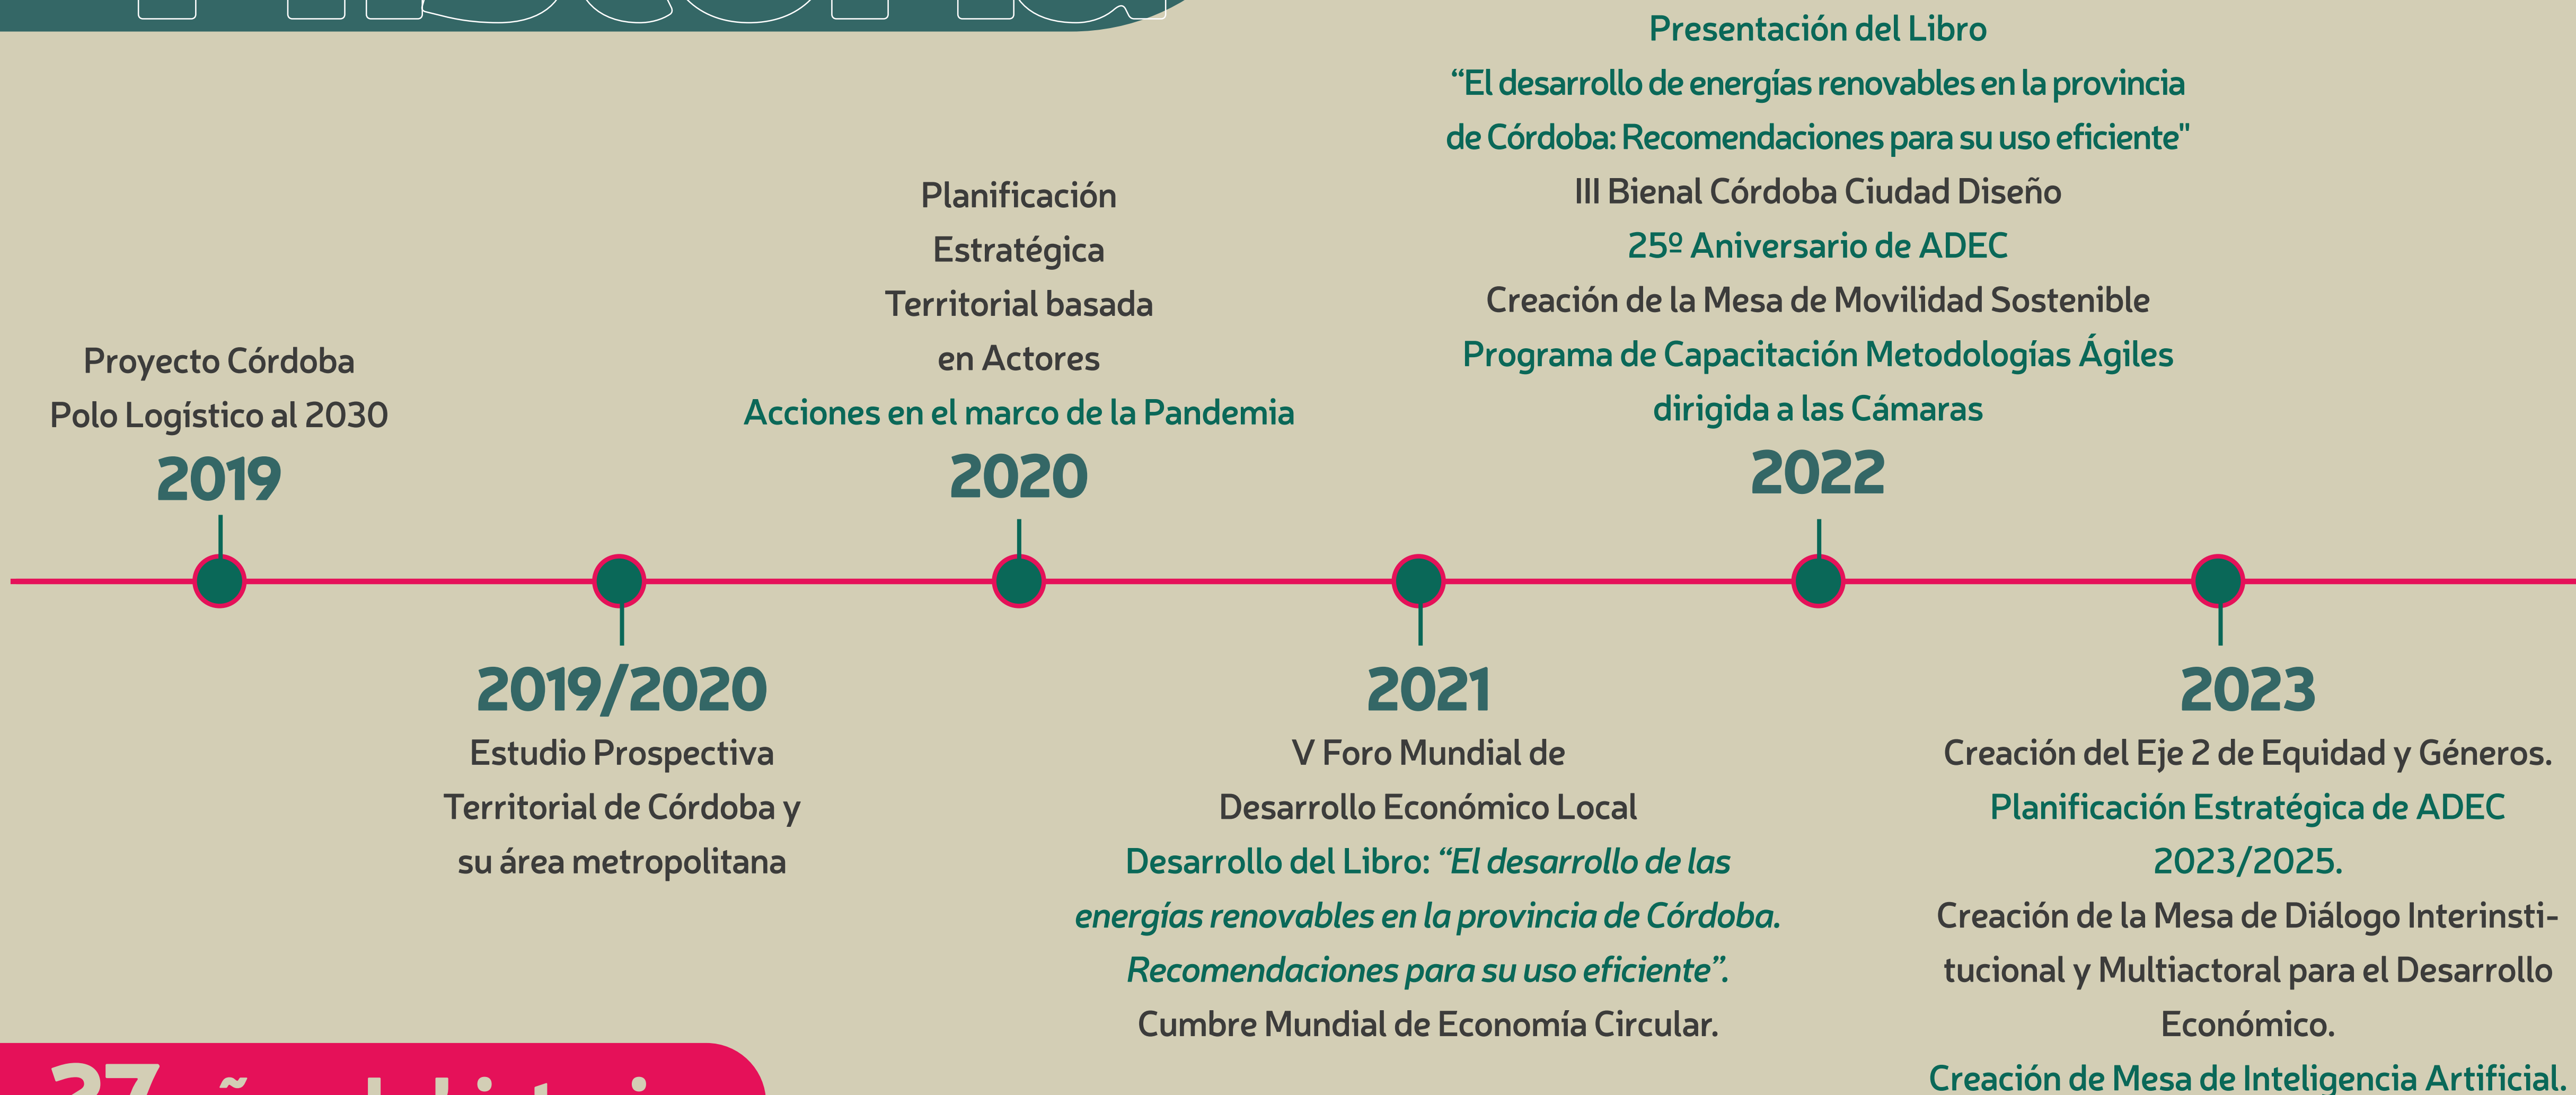 Proyecto Córdoba
Polo Logístico al 2030
2019
2019/2020
Estudio Prospectiva
Territorial de Córdoba y
su área metropolitana
Planificación
Estratégica
Territorial basada
en Actores
Acciones en el marco de la Pandemia
2020
2021
V Foro Mundial de
Desarrollo Económico Local
Desarrollo del Libro: “El desarrollo de las
energías renovables en la provincia de Córdoba.
Recomendaciones para su uso eficiente”.
Cumbre Mundial de Economía Circular.
Presentación del Libro
“El desarrollo de energías renovables en la provincia
de Córdoba: Recomendaciones para su uso eficiente"
III Bienal Córdoba Ciudad Diseño
25º Aniversario de ADEC
Creación de la Mesa de Movilidad Sostenible
Programa de Capacitación Metodologías Ágiles
dirigida a las Cámaras
2022
2023
Creación del Eje 2 de Equidad y Géneros.
Planificación Estratégica de ADEC
2023/2025.
Creación de la Mesa de Diálogo Interinsti-
tucional y Multiactoral para el Desarrollo
Económico.
Creación de Mesa de Inteligencia Artificial.